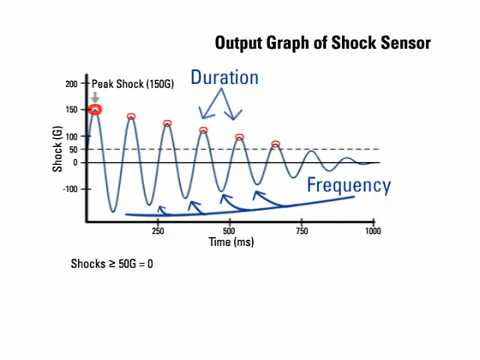 Output Graph of Shock Sensor
Peak Shock (150G)
Duration
Shock (G)
200
150
100
50
0
-100
Frequency
250
500
750
1000
Time (ms)
Shocks ≥ 50G = 0